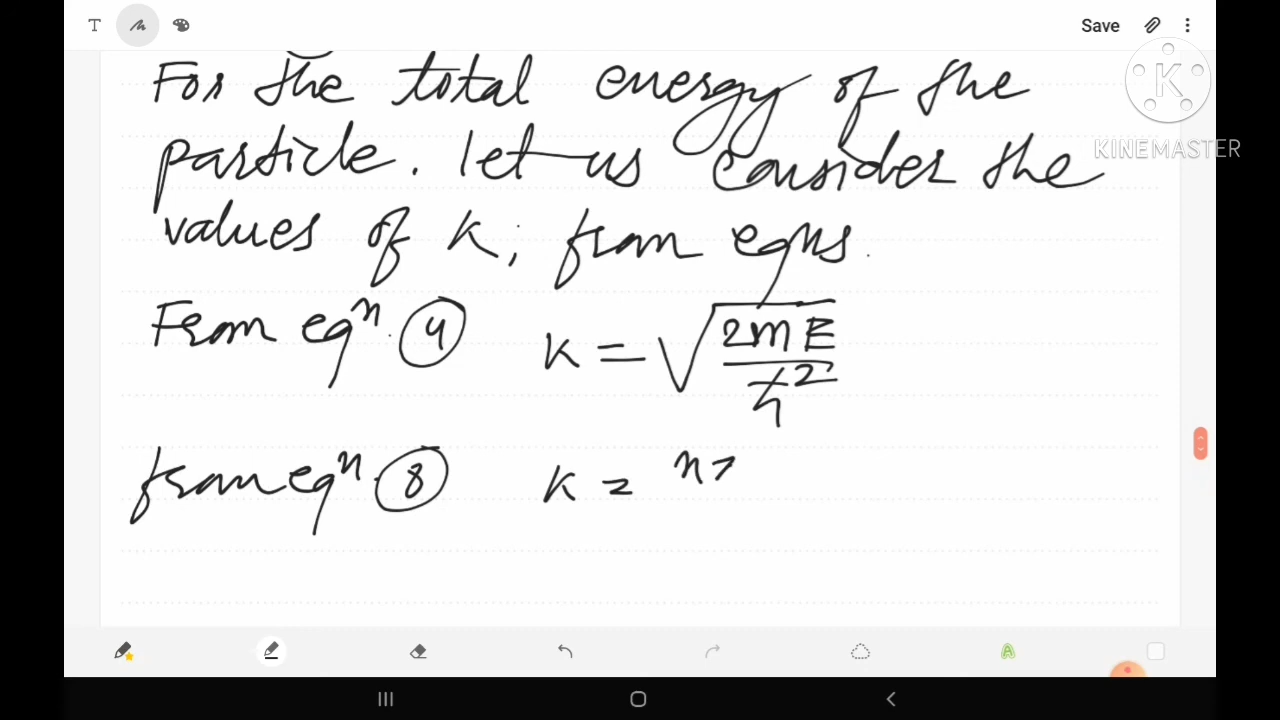 T
Save
K
KINEMASTER
For the total energy of the
particle. let us consider the
values of k; from eqns.
From eqn. 4 k = √(2mE/ħ²)
from eqn. 8 k = n
A